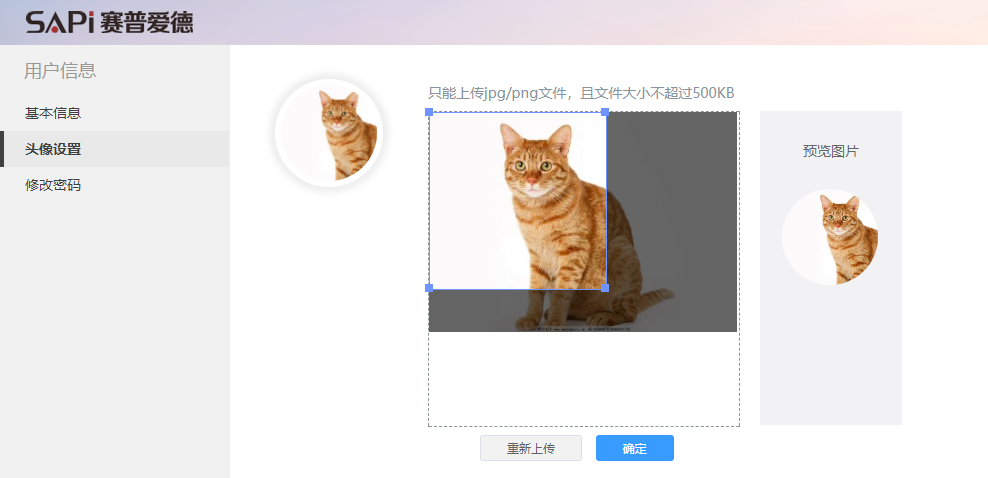 SAPi 赛普爱德
用户信息
基本信息
头像设置
修改密码
只能上传jpg/png文件，且文件大小不超过500KB
预览图片
重新上传
确定